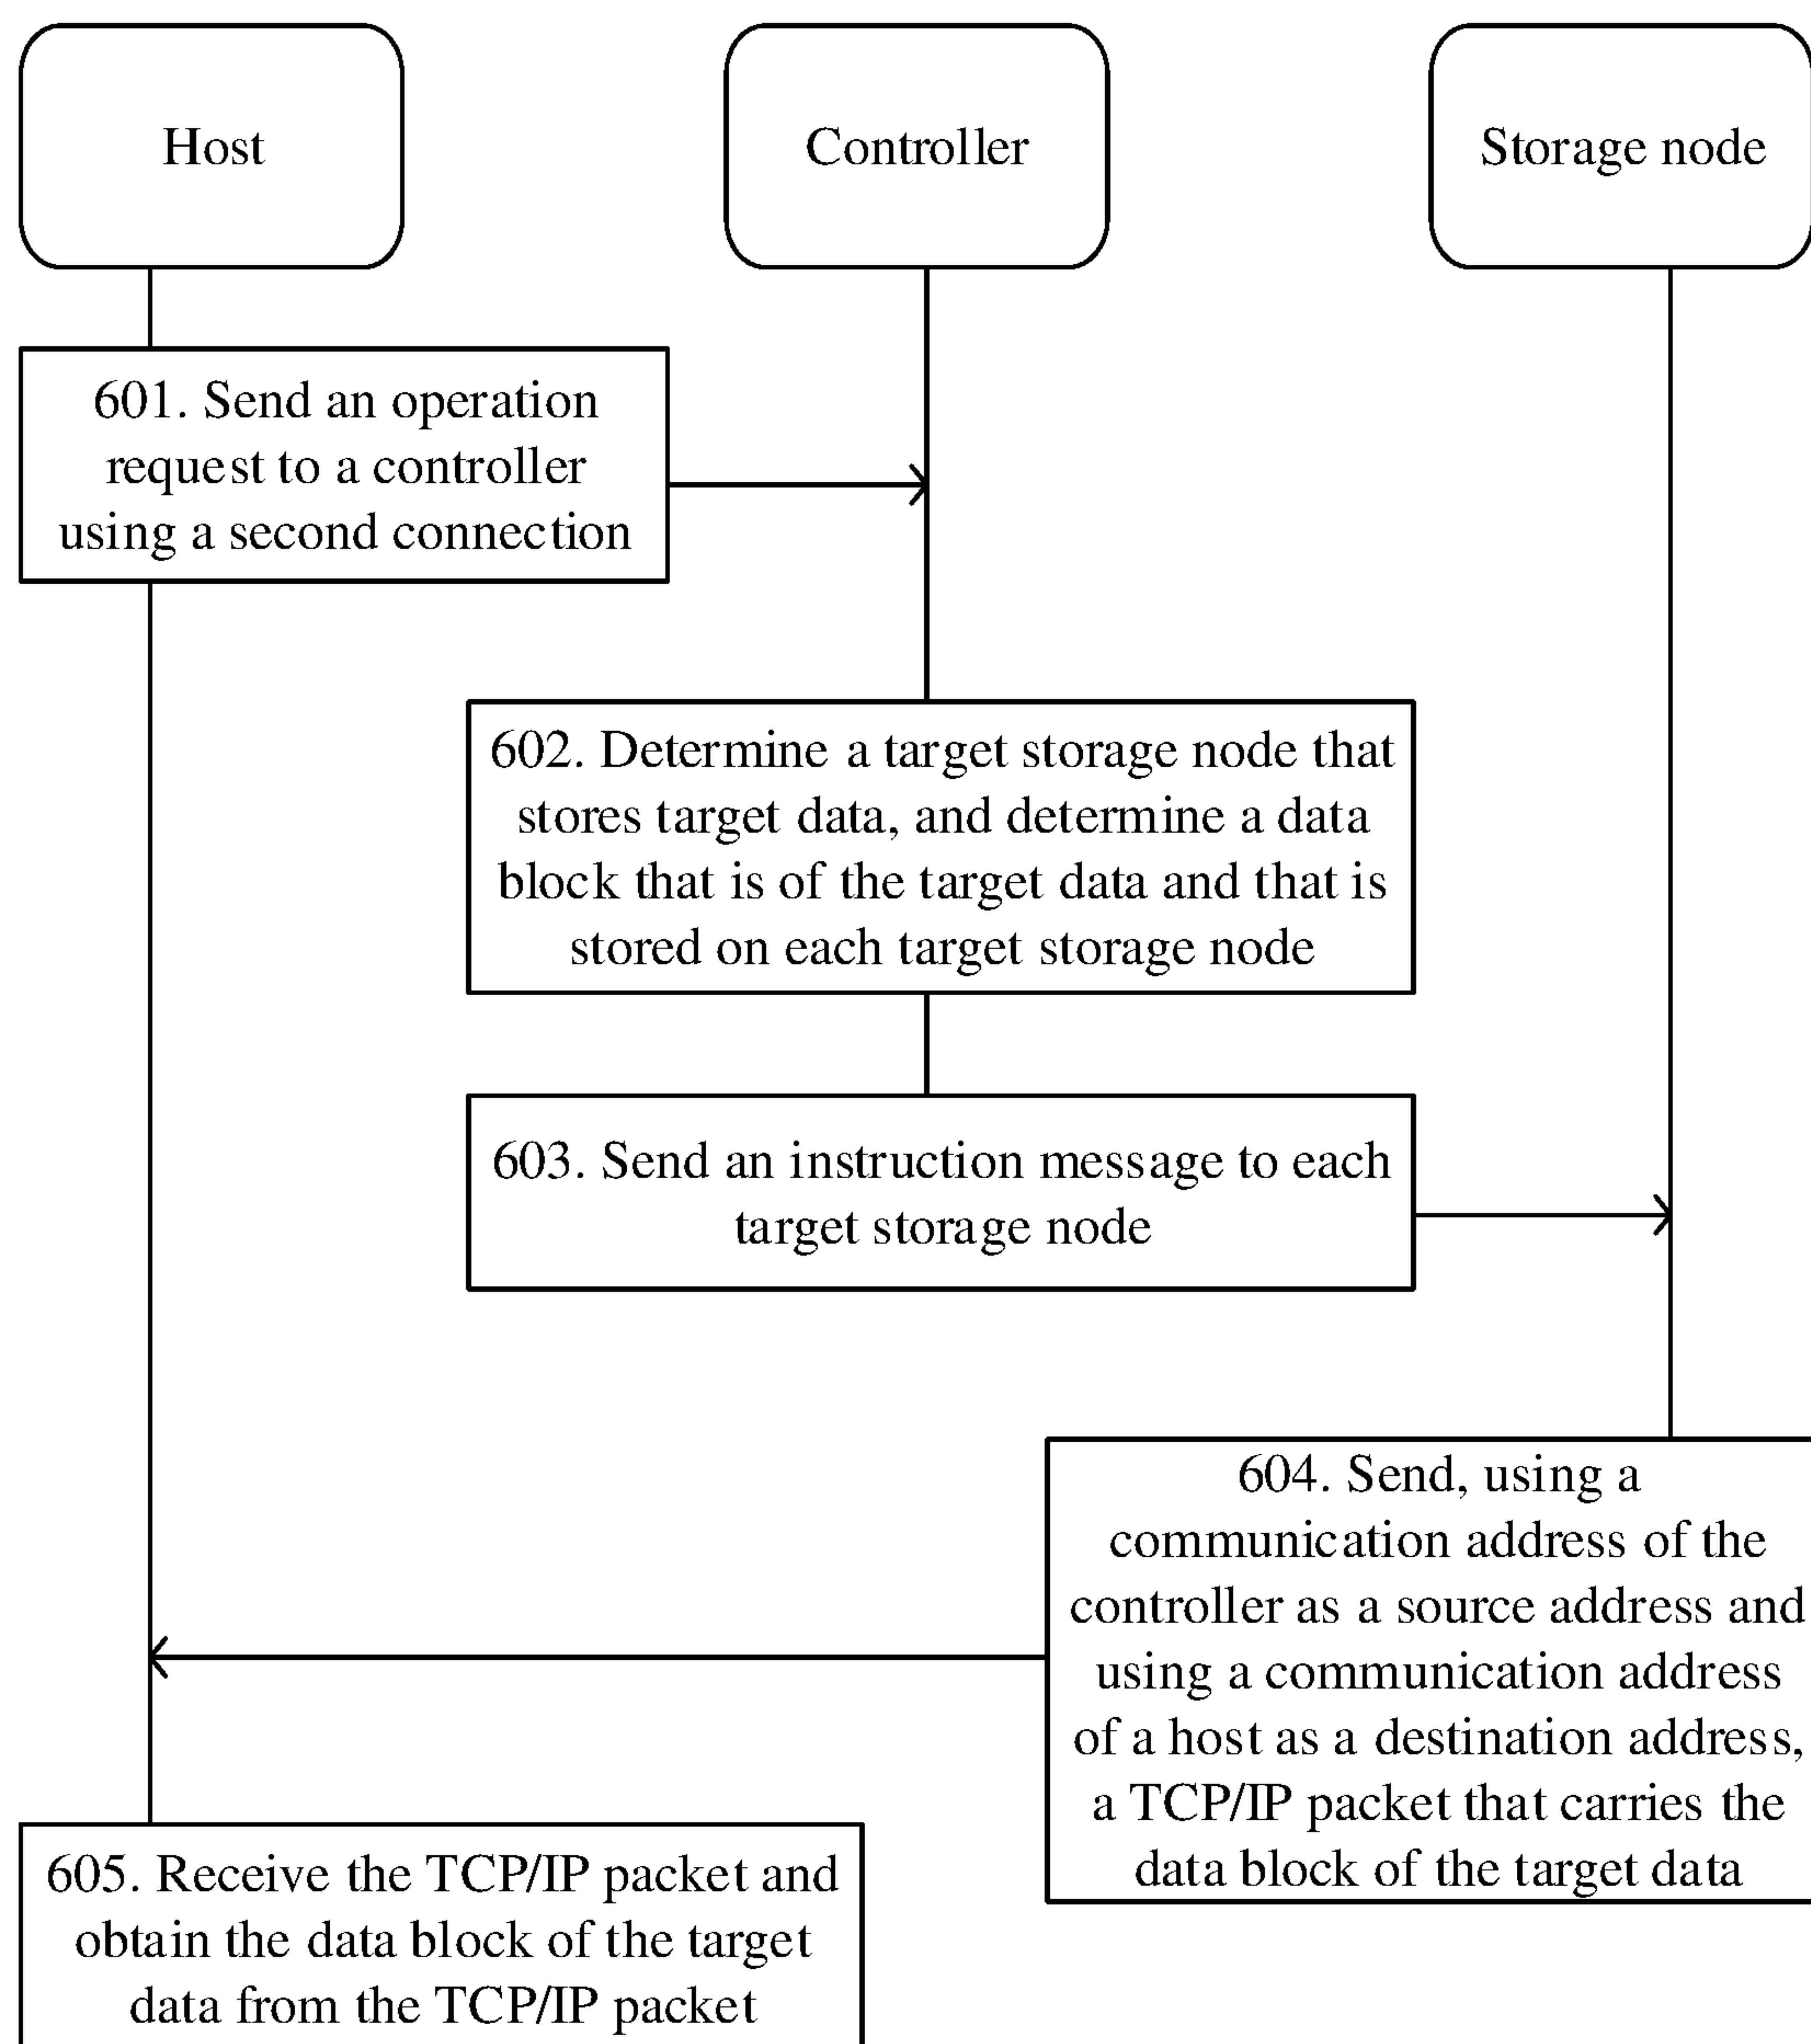 Host
Controller
Storage node
601. Send an operation
request to a controller
using a second connection
602. Determine a target storage node that
stores target data, and determine a data
block that is of the target data and that is
stored on each target storage node
603. Send an instruction message to each
target storage node
604. Send, using a
communication address of the
controller as a source address and
using a communication address
of a host as a destination address,
a TCP/IP packet that carries the
data block of the target data
605. Receive the TCP/IP packet and
obtain the data block of the target
data from the TCP/IP packet